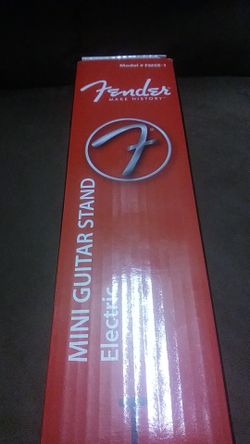 Fender
MAKE HISTORY
MINI GUITAR STAND
Electric